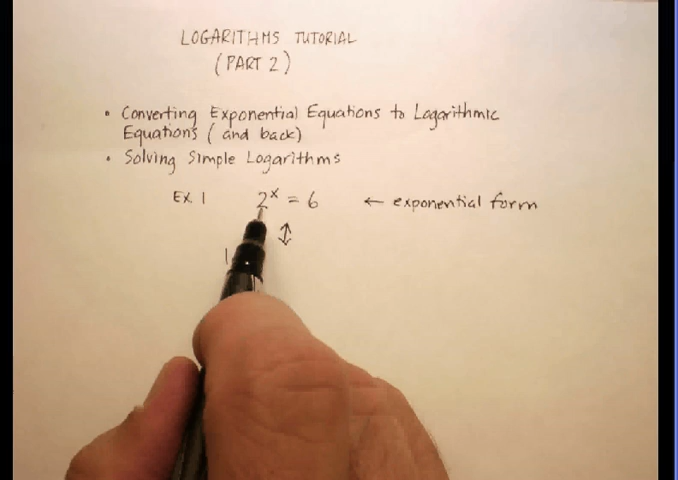 LOGARITHMS TUTORIAL
(PART 2)
• Converting Exponential Equations to Logarithmic
Equations (and back)
• Solving Simple Logarithms
EX. 1 2ˣ = 6 ← exponential form
↕